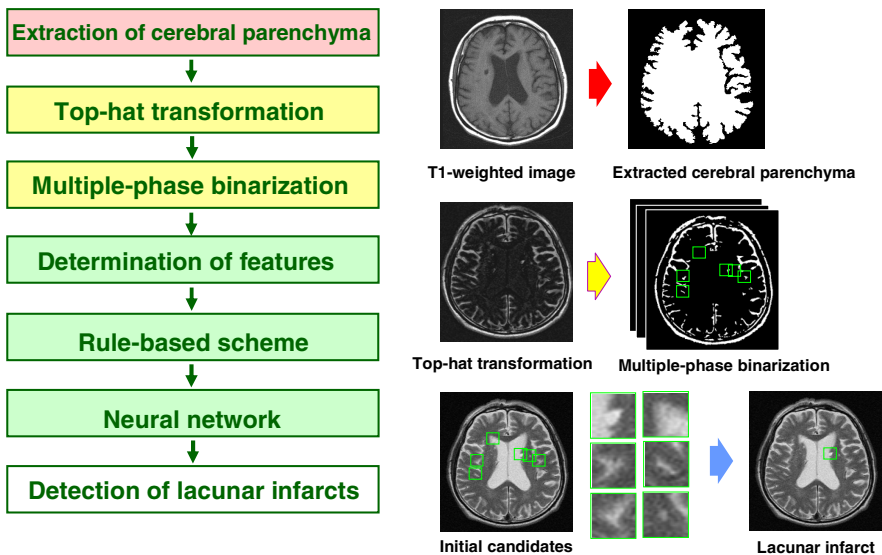 Extraction of cerebral parenchyma
Top-hat transformation
Multiple-phase binarization
Determination of features
Rule-based scheme
Neural network
Detection of lacunar infarcts
T1-weighted image
Extracted cerebral parenchyma
Top-hat transformation
Multiple-phase binarization
Initial candidates
Lacunar infarct